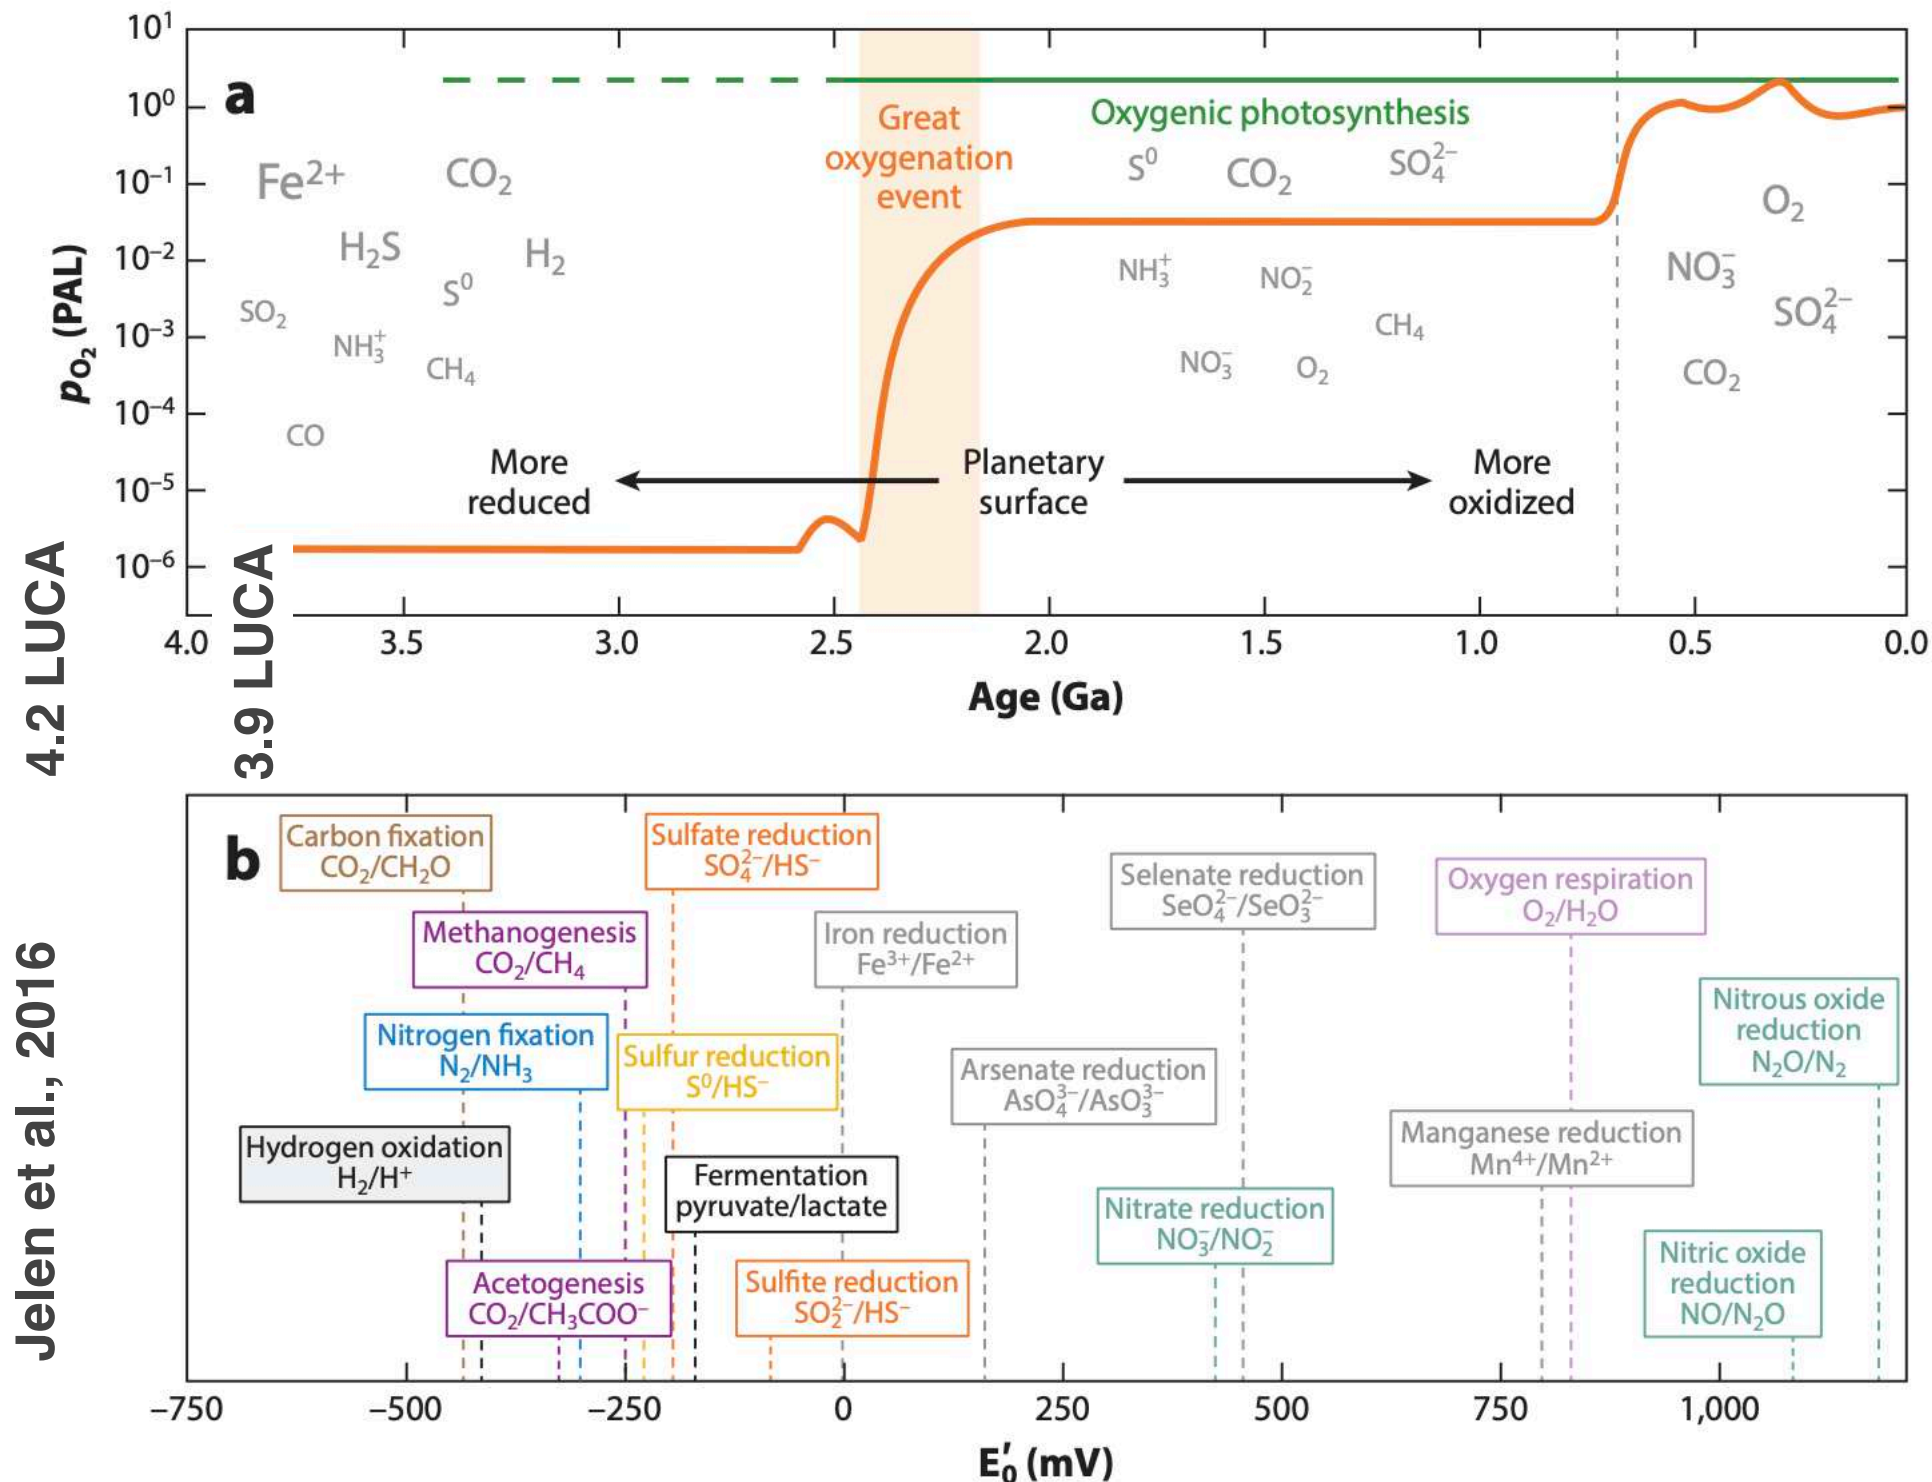 10¹
10⁰
10⁻¹
10⁻²
10⁻³
10⁻⁴
10⁻⁵
10⁻⁶
pO₂ (PAL)
a
Great
oxygenation
event
Oxygenic photosynthesis
Fe²⁺
CO₂
H₂S
H₂
S⁰
SO₂
NH₃⁺
CH₄
CO
S⁰
CO₂
SO₄²⁻
NH₃⁺
NO₂⁻
CH₄
NO₃⁻
O₂
O₂
NO₃⁻
SO₄²⁻
CO₂
More
reduced
Planetary
surface
More
oxidized
4.0 3.5 3.0 2.5 2.0 1.5 1.0 0.5 0.0
Age (Ga)
4.2 LUCA
3.9 LUCA
Jelen et al., 2016
b
Carbon fixation
CO₂/CH₂O
Sulfate reduction
SO₄²⁻/HS⁻
Methanogenesis
CO₂/CH₄
Iron reduction
Fe³⁺/Fe²⁺
Selenate reduction
SeO₄²⁻/SeO₃²⁻
Oxygen respiration
O₂/H₂O
Nitrogen fixation
N₂/NH₃
Sulfur reduction
S⁰/HS⁻
Arsenate reduction
AsO₄³⁻/AsO₃³⁻
Nitrous oxide
reduction
N₂O/N₂
Hydrogen oxidation
H₂/H⁺
Fermentation
pyruvate/lactate
Manganese reduction
Mn⁴⁺/Mn²⁺
Nitrate reduction
NO₃⁻/NO₂⁻
Acetogenesis
CO₂/CH₃COO⁻
Sulfite reduction
SO₂²⁻/HS⁻
Nitric oxide
reduction
NO/N₂O
−750 −500 −250 0 250 500 750 1,000
E₀′ (mV)